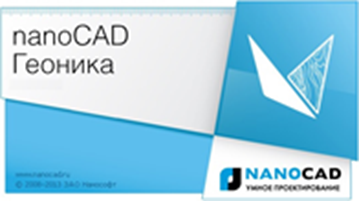 nanoCAD
Геоника
www.nanocad.ru
© 2008-2013 ЗАО Нанософт
NANOCAD
УМНОЕ ПРОЕКТИРОВАНИЕ